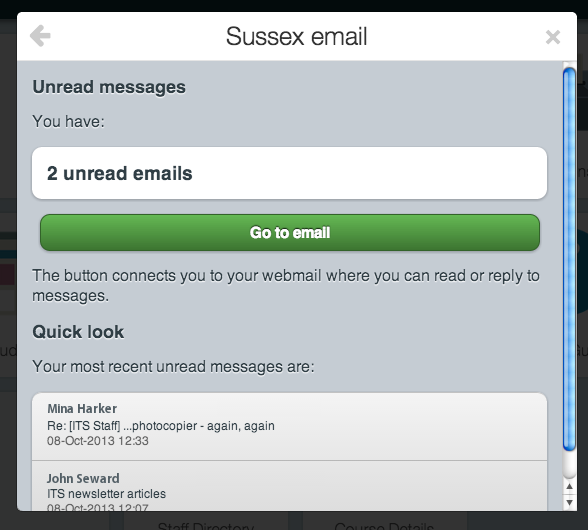 Sussex email
Unread messages
You have:
2 unread emails
Go to email
The button connects you to your webmail where you can read or reply to
messages.
Quick look
Your most recent unread messages are:
Mina Harker
Re: [ITS Staff] ...photocopier - again, again
08-Oct-2013 12:33
John Seward
ITS newsletter articles
08-Oct-2013 12:07
Staff Directory
Course Details